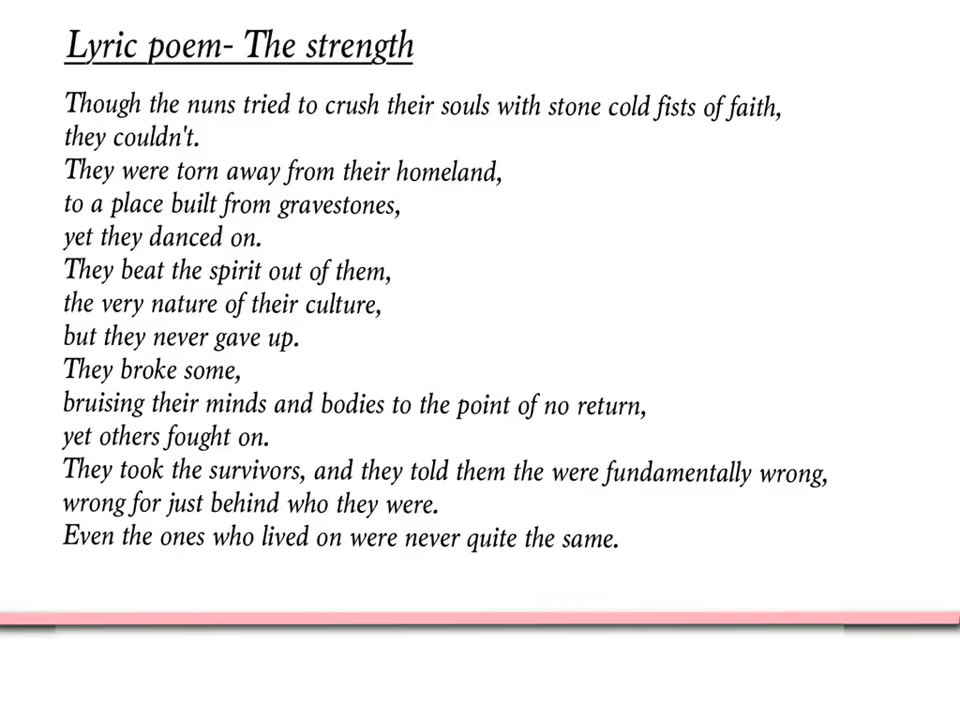 Lyric poem- The strength
Though the nuns tried to crush their souls with stone cold fists of faith,
they couldn't.
They were torn away from their homeland,
to a place built from gravestones,
yet they danced on.
They beat the spirit out of them,
the very nature of their culture,
but they never gave up.
They broke some,
bruising their minds and bodies to the point of no return,
yet others fought on.
They took the survivors, and they told them the were fundamentally wrong,
wrong for just behind who they were.
Even the ones who lived on were never quite the same.